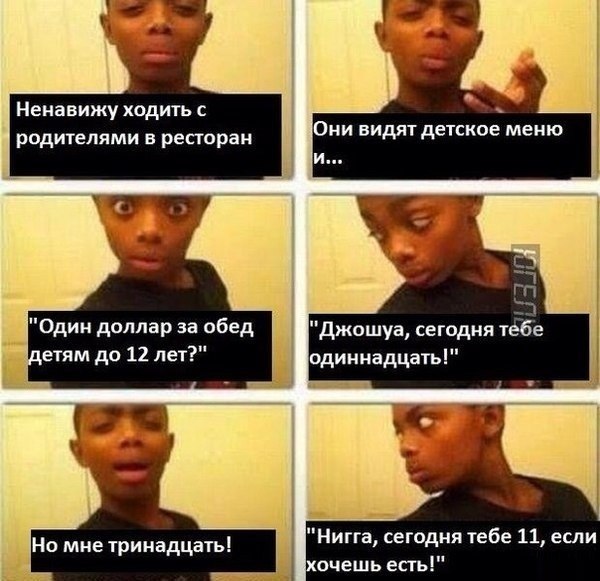 Ненавижу ходить с
родителями в ресторан
Они видят детское меню
и...
"Один доллар за обед
детям до 12 лет?"
"Джошуа, сегодня тебе
одиннадцать!"
Но мне тринадцать!
"Нигга, сегодня тебе 11, если
хочешь есть!"